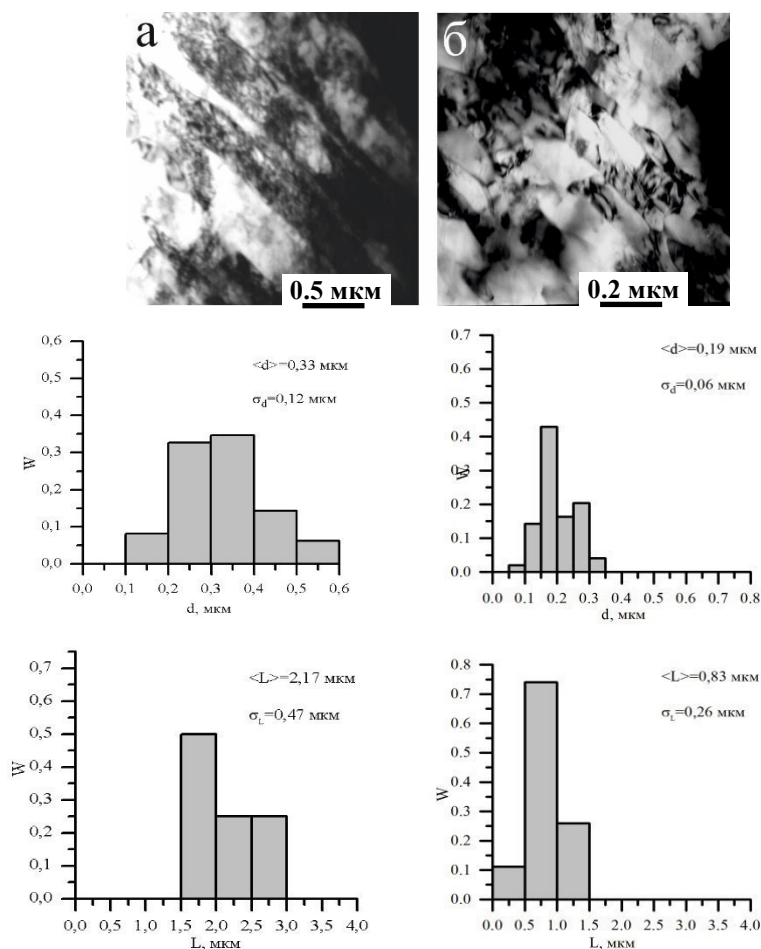 а
б
0.5 мкм
0.2 мкм
0,6
0,5
0,4
0,3
0,2
0,1
0,0
W
<d>=0,33 мкм
σd=0,12 мкм
0,0 0,1 0,2 0,3 0,4 0,5 0,6
d, мкм
0.7
0.6
0.5
0.4
0.3
0.2
0.1
0.0
W
<d>=0,19 мкм
σd=0,06 мкм
0.0 0.1 0.2 0.3 0.4 0.5 0.6 0.7 0.8
d, мкм
0,7
0,6
0,5
0,4
0,3
0,2
0,1
0,0
W
<L>=2,17 мкм
σL=0,47 мкм
0,0 0,5 1,0 1,5 2,0 2,5 3,0 3,5 4,0
L, мкм
0.8
0.7
0.6
0.5
0.4
0.3
0.2
0.1
0.0
W
<L>=0,83 мкм
σL=0,26 мкм
0.0 0.5 1.0 1.5 2.0 2.5 3.0 3.5 4.0
L, мкм